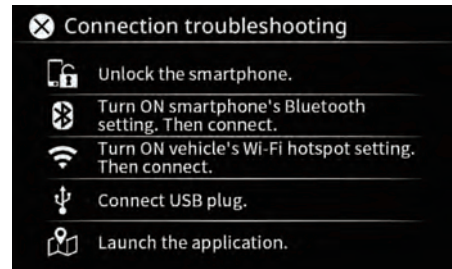 Connection troubleshooting
Unlock the smartphone.
Turn ON smartphone's Bluetooth
setting. Then connect.
Turn ON vehicle's Wi-Fi hotspot setting.
Then connect.
Connect USB plug.
Launch the application.